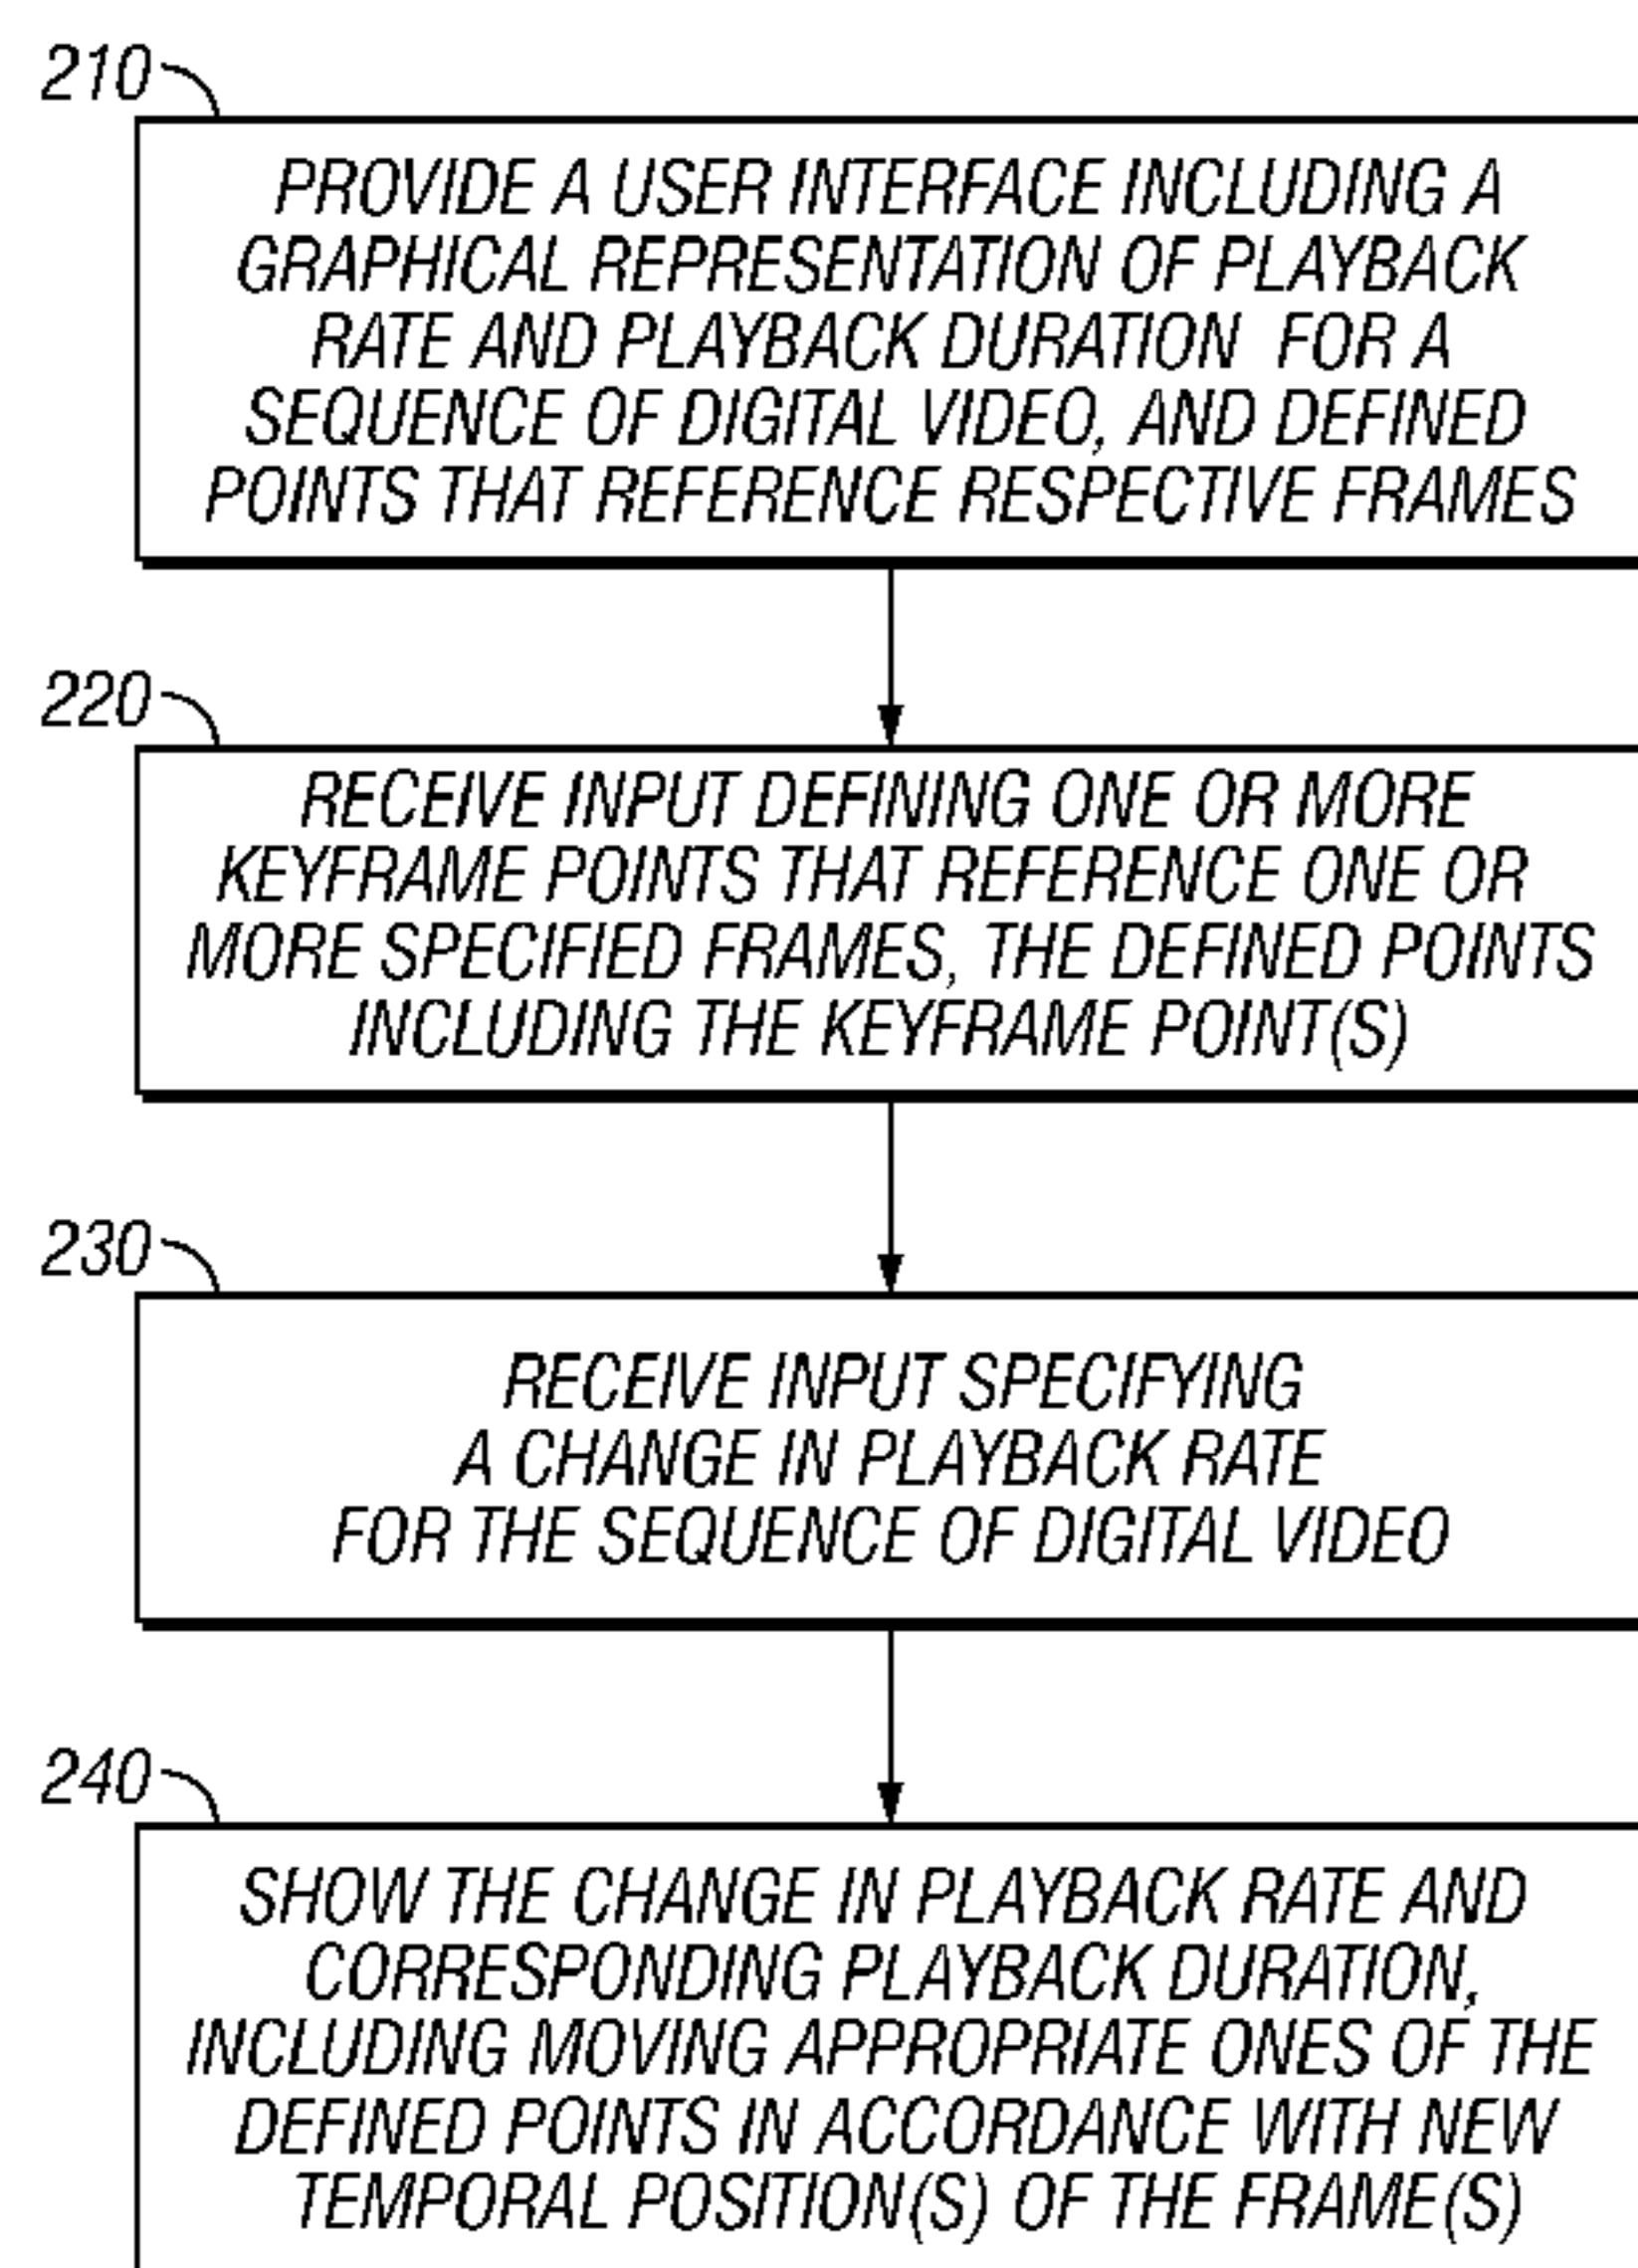 210
PROVIDE A USER INTERFACE INCLUDING A
GRAPHICAL REPRESENTATION OF PLAYBACK
RATE AND PLAYBACK DURATION FOR A
SEQUENCE OF DIGITAL VIDEO, AND DEFINED
POINTS THAT REFERENCE RESPECTIVE FRAMES
220
RECEIVE INPUT DEFINING ONE OR MORE
KEYFRAME POINTS THAT REFERENCE ONE OR
MORE SPECIFIED FRAMES, THE DEFINED POINTS
INCLUDING THE KEYFRAME POINT(S)
230
RECEIVE INPUT SPECIFYING
A CHANGE IN PLAYBACK RATE
FOR THE SEQUENCE OF DIGITAL VIDEO
240
SHOW THE CHANGE IN PLAYBACK RATE AND
CORRESPONDING PLAYBACK DURATION,
INCLUDING MOVING APPROPRIATE ONES OF THE
DEFINED POINTS IN ACCORDANCE WITH NEW
TEMPORAL POSITION(S) OF THE FRAME(S)